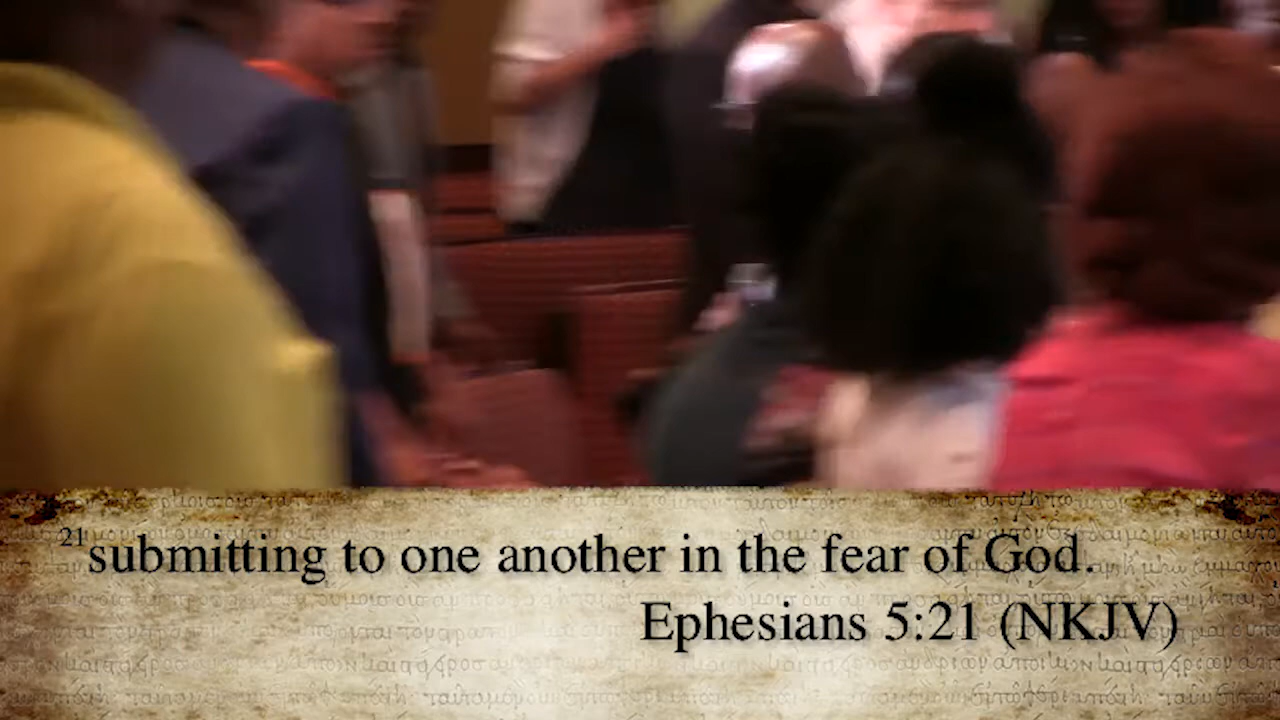 21submitting to one another in the fear of God.
Ephesians 5:21 (NKJV)